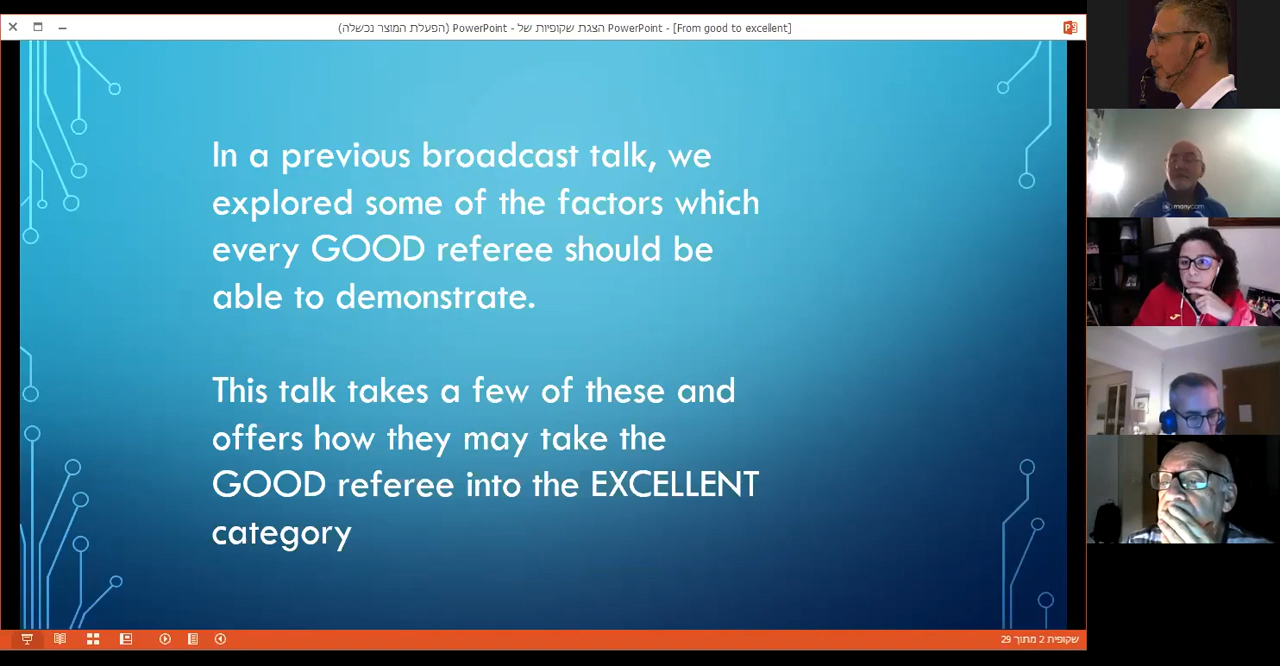 הצגת שקופיות של PowerPoint - [From good to excellent] - PowerPoint (הפעלת המוצר נכשלה)
In a previous broadcast talk, we
explored some of the factors which
every GOOD referee should be
able to demonstrate.
This talk takes a few of these and
offers how they may take the
GOOD referee into the EXCELLENT
category
manycam
שקופית 2 מתוך 29